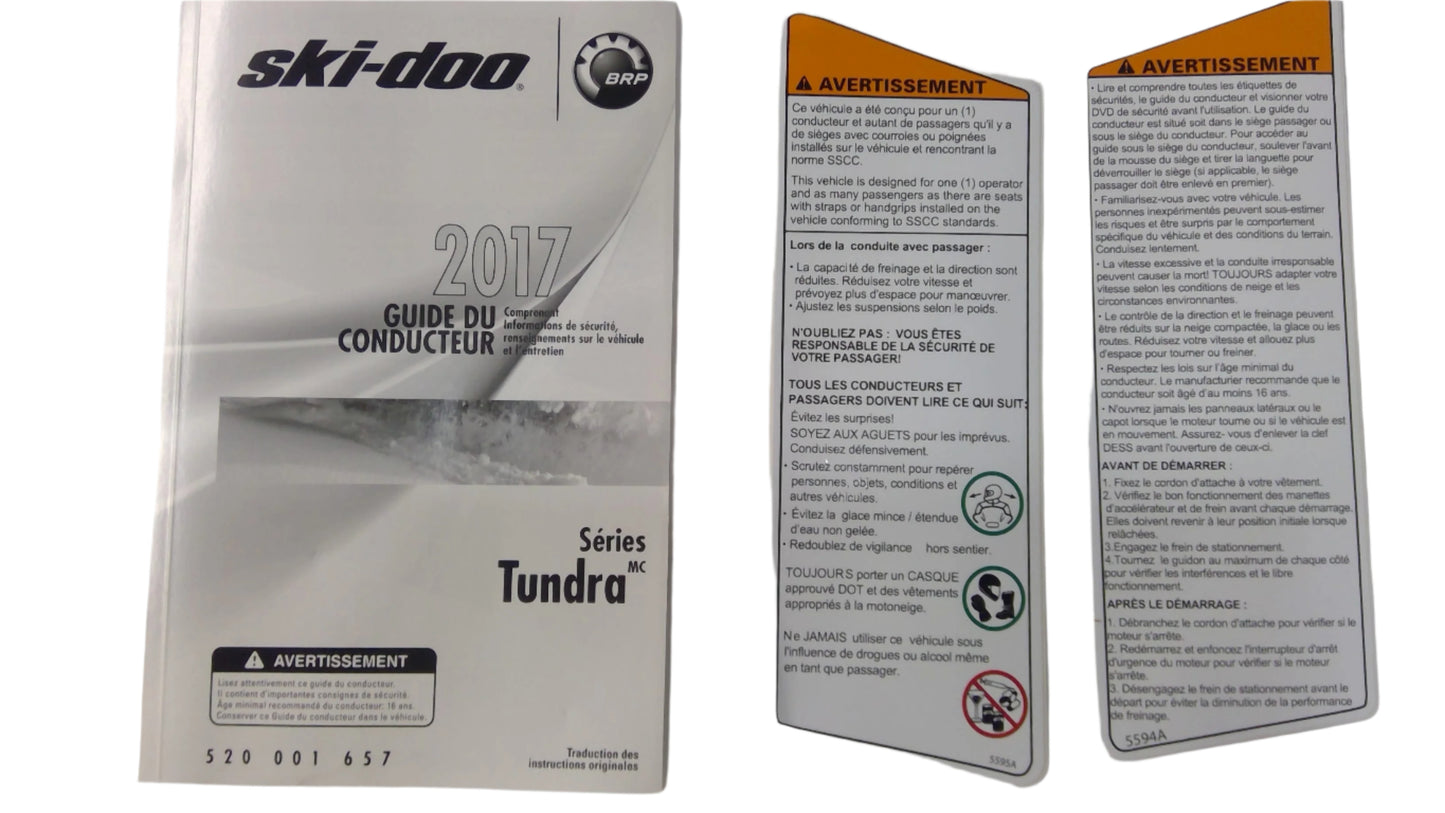 ski-doo®
BRP
2017
GUIDE DU
CONDUCTEUR
Comprenant
Informations de sécurité,
renseignements sur le véhicule
et l'entretien
Séries
Tundra MC
AVERTISSEMENT
Lisez attentivement ce guide du conducteur.
Il contient d'importantes consignes de sécurité.
Âge minimal recommandé du conducteur: 16 ans.
Conserver ce Guide du conducteur dans le véhicule.
520 001 657
Traduction des
instructions originales
AVERTISSEMENT
Ce véhicule a été conçu pour un (1)
conducteur et autant de passagers qu'il y a
de sièges avec courroies ou poignées
installés sur le véhicule et rencontrant la
norme SSCC.
This vehicle is designed for one (1) operator
and as many passengers as there are seats
with straps or handgrips installed on the
vehicle conforming to SSCC standards.
Lors de la conduite avec passager :
• La capacité de freinage et la direction sont
réduites. Réduisez votre vitesse et
prévoyez plus d'espace pour manœuvrer.
• Ajustez les suspensions selon le poids.
N'OUBLIEZ PAS : VOUS ÊTES
RESPONSABLE DE LA SÉCURITÉ DE
VOTRE PASSAGER!
TOUS LES CONDUCTEURS ET
PASSAGERS DOIVENT LIRE CE QUI SUIT:
Évitez les surprises!
SOYEZ AUX AGUETS pour les imprévus.
Conduisez défensivement.
• Scrutez constamment pour repérer
personnes, objets, conditions et
autres véhicules.
• Évitez la glace mince / étendue
d'eau non gelée.
• Redoublez de vigilance hors sentier.
TOUJOURS porter un CASQUE
approuvé DOT et des vêtements
appropriés à la motoneige.
Ne JAMAIS utiliser ce véhicule sous
l'influence de drogues ou alcool même
en tant que passager.
5595A
AVERTISSEMENT
• Lire et comprendre toutes les étiquettes de
sécurités, le guide du conducteur et visionner votre
DVD de sécurité avant l'utilisation. Le guide du
conducteur est situé soit dans le siège passager ou
sous le siège du conducteur. Pour accéder au
guide sous le siège du conducteur, soulever l'avant
de la mousse du siège et tirer la languette pour
déverrouiller le siège (si applicable, le siège
passager doit être enlevé en premier).
• Familiarisez-vous avec votre véhicule. Les
personnes inexpérimentés peuvent sous-estimer
les risques et être surpris par le comportement
spécifique du véhicule et des conditions du terrain.
Conduisez lentement.
• La vitesse excessive et la conduite irresponsable
peuvent causer la mort! TOUJOURS adapter votre
vitesse selon les conditions de neige et les
circonstances environnantes.
• Le contrôle de la direction et le freinage peuvent
être réduits sur la neige compactée, la glace ou les
routes. Réduisez votre vitesse et allouez plus
d'espace pour tourner ou freiner.
• Respectez les lois sur l'âge minimal du
conducteur. Le manufacturier recommande que le
conducteur soit âgé d'au moins 16 ans.
• N'ouvrez jamais les panneaux latéraux ou le
capot lorsque le moteur tourne ou si le véhicule est
en mouvement. Assurez- vous d'enlever la clef
DESS avant l'ouverture de ceux-ci.
AVANT DE DÉMARRER :
1. Fixez le cordon d'attache à votre vêtement.
2. Vérifiez le bon fonctionnement des manettes
d'accélérateur et de frein avant chaque démarrage.
Elles doivent revenir à leur position initiale lorsque
relâchées.
3.Engagez le frein de stationnement.
4.Tournez le guidon au maximum de chaque côté
pour vérifier les interférences et le libre
fonctionnement.
APRÈS LE DÉMARRAGE :
1. Débranchez le cordon d'attache pour vérifier si le
moteur s'arrête.
2. Redémarrez et enfoncez l'interrupteur d'arrêt
d'urgence du moteur pour vérifier si le moteur
s'arrête.
3. Désengagez le frein de stationnement avant le
départ pour éviter la diminution de la performance
de freinage.
5594A